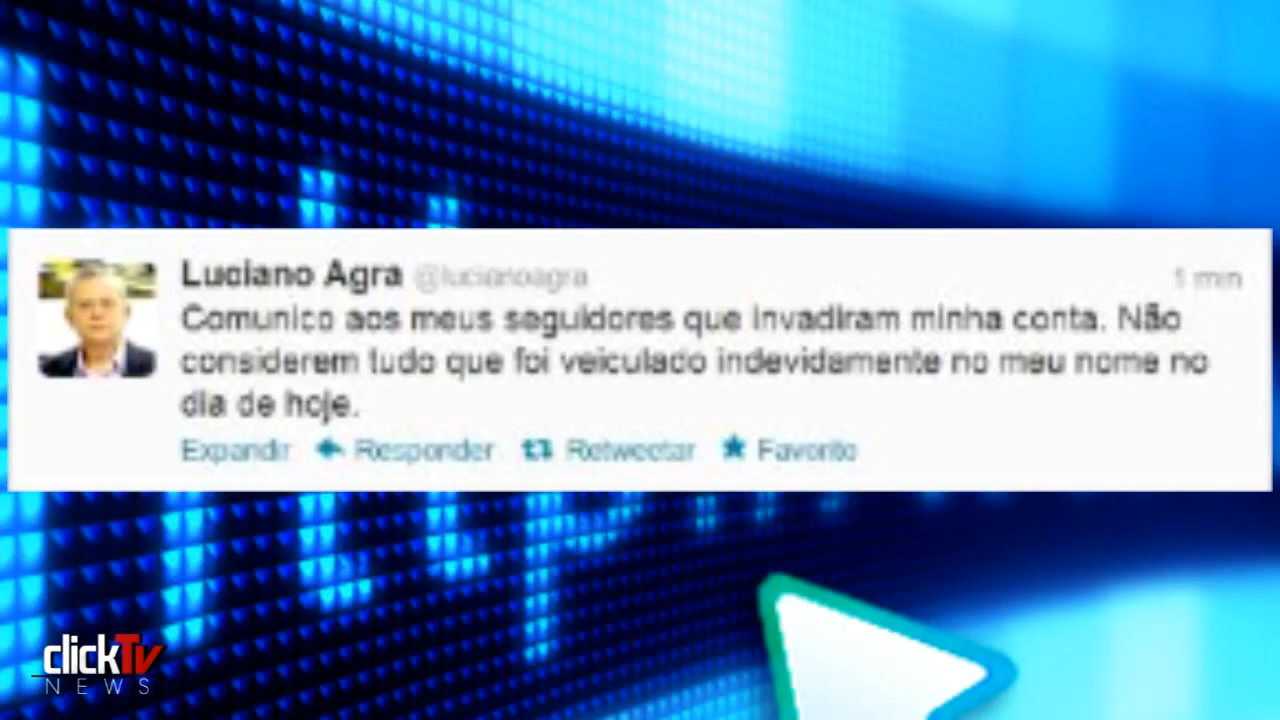 Luciano Agra @lucianoagra 1 min
Comunico aos meus seguidores que invadiram minha conta. Não
considerem tudo que foi veiculado indevidamente no meu nome no
dia de hoje.
Expandir Responder Retweetar Favorito
clickTv
NEWS